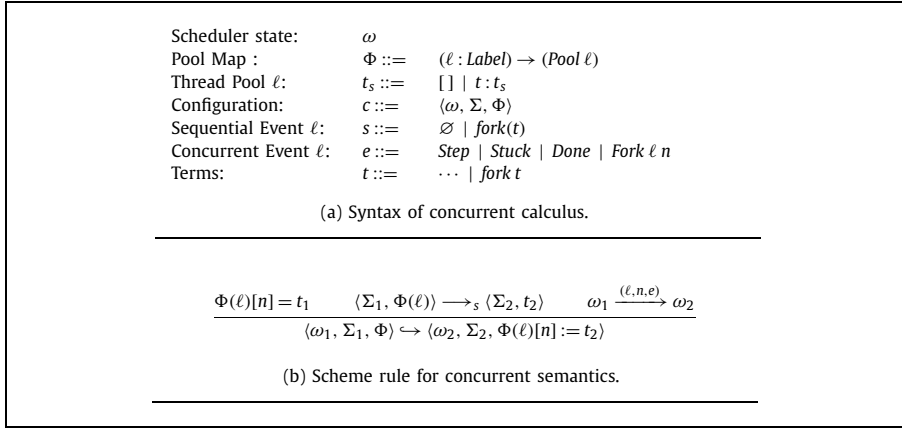 Scheduler state: ω
Pool Map : Φ ::= (ℓ : Label) → (Pool ℓ)
Thread Pool ℓ: tₛ ::= [ ] | t : tₛ
Configuration: c ::= ⟨ω, Σ, Φ⟩
Sequential Event ℓ: s ::= ∅ | fork(t)
Concurrent Event ℓ: e ::= Step | Stuck | Done | Fork ℓ n
Terms: t ::= ··· | fork t
(a) Syntax of concurrent calculus.
Φ(ℓ)[n] = t₁ ⟨Σ₁, Φ(ℓ)⟩ ⟶ₛ ⟨Σ₂, t₂⟩ ω₁ —(ℓ,n,e)→ ω₂
⟨ω₁, Σ₁, Φ⟩ ↪ ⟨ω₂, Σ₂, Φ(ℓ)[n] := t₂⟩
(b) Scheme rule for concurrent semantics.